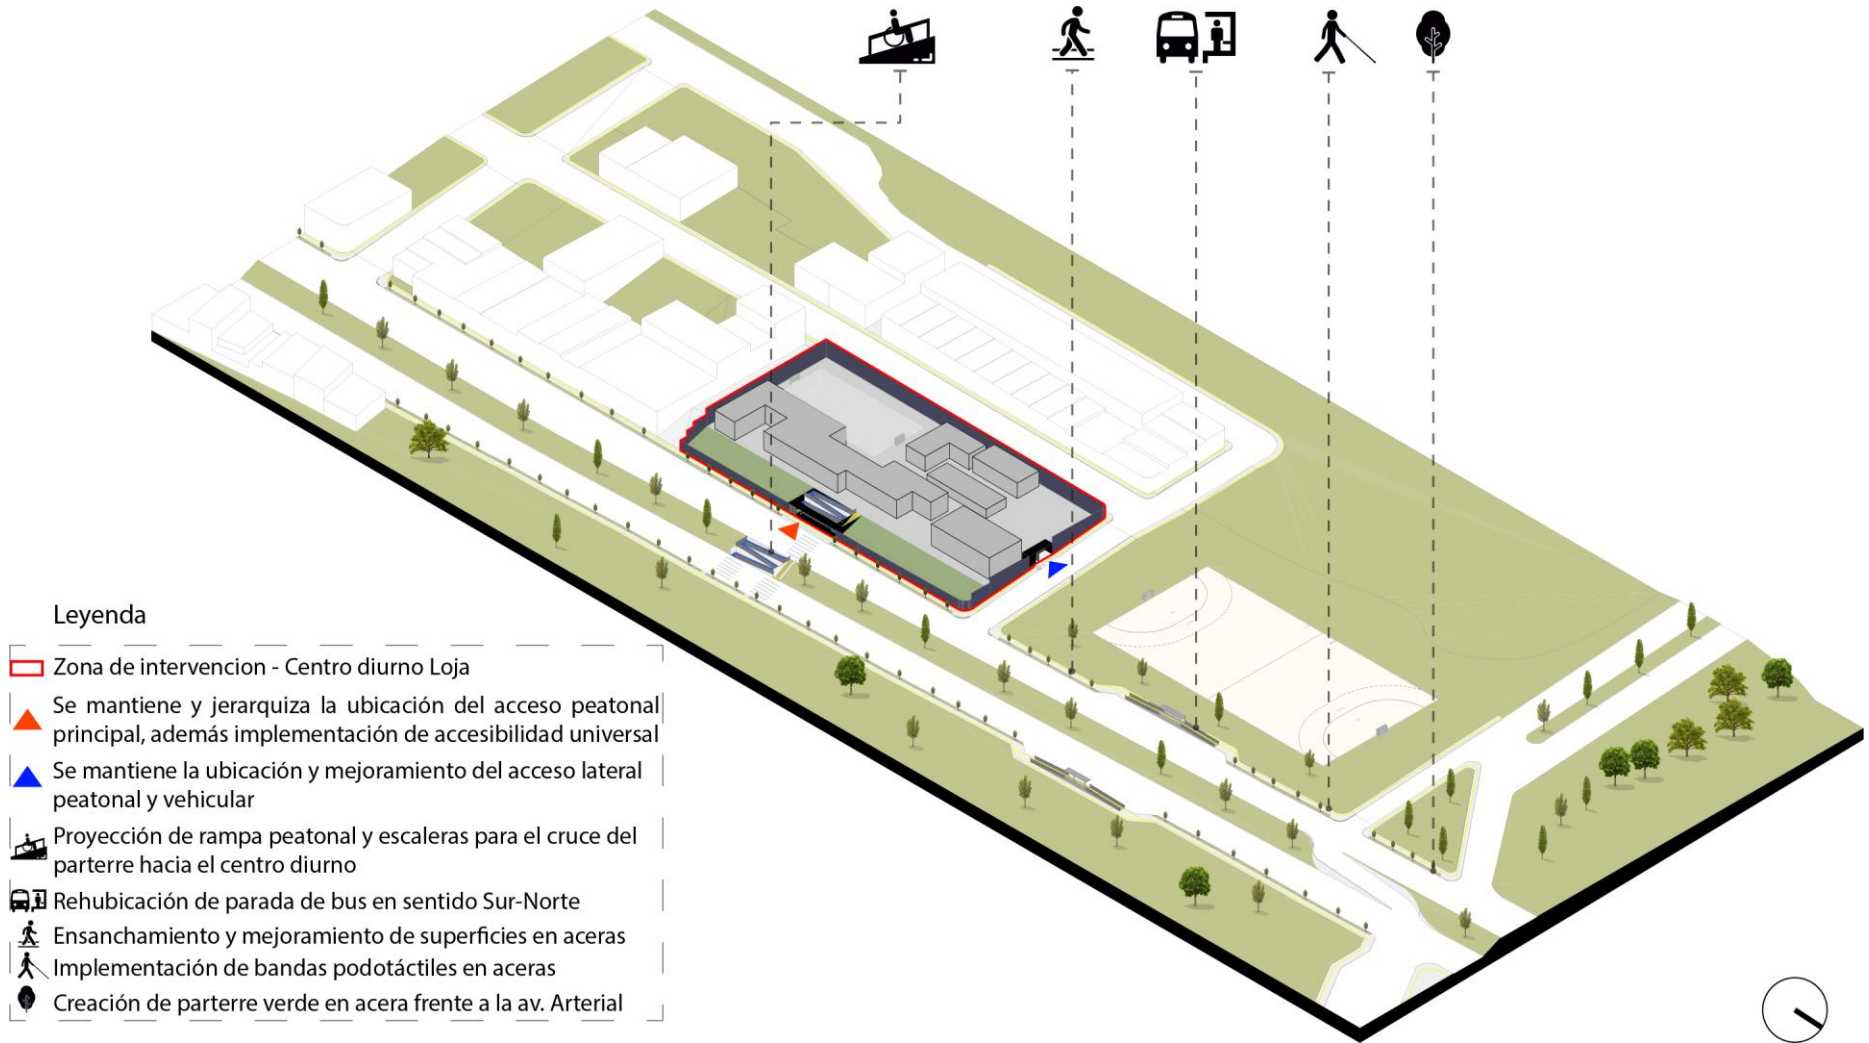 Leyenda
Zona de intervencion - Centro diurno Loja
Se mantiene y jerarquiza la ubicación del acceso peatonal
principal, además implementación de accesibilidad universal
Se mantiene la ubicación y mejoramiento del acceso lateral
peatonal y vehicular
Proyección de rampa peatonal y escaleras para el cruce del
parterre hacia el centro diurno
Rehubicación de parada de bus en sentido Sur-Norte
Ensanchamiento y mejoramiento de superficies en aceras
Implementación de bandas podotáctiles en aceras
Creación de parterre verde en acera frente a la av. Arterial